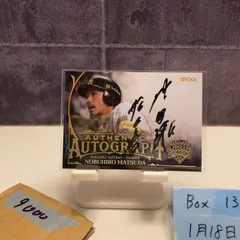 EPOCH
AUTHENTIC
AUTOGRAPH
NOBUHIRO MATSUDA
9000
Box 13
1月18日